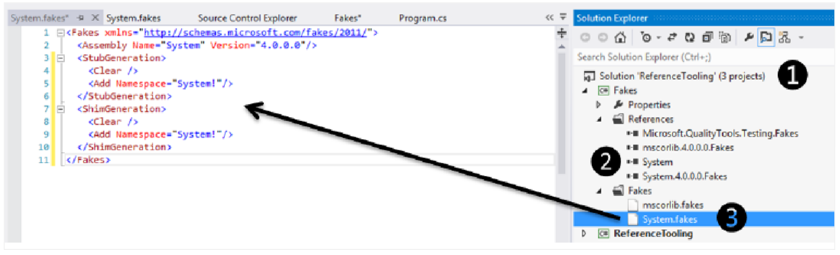 System.fakes*
System.fakes
Source Control Explorer
Fakes*
Program.cs
1 <Fakes xmlns="http://schemas.microsoft.com/fakes/2011/">
2 <Assembly Name="System" Version="4.0.0.0"/>
3 <StubGeneration>
4 <Clear />
5 <Add Namespace="System!"/>
6 </StubGeneration>
7 <ShimGeneration>
8 <Clear />
9 <Add Namespace="System!"/>
10 </ShimGeneration>
11 </Fakes>
Solution Explorer
Search Solution Explorer (Ctrl+;)
Solution 'ReferenceTooling' (3 projects)
1
C# Fakes
Properties
References
Microsoft.QualityTools.Testing.Fakes
mscorlib.4.0.0.0.Fakes
2
System
System.4.0.0.0.Fakes
Fakes
mscorlib.fakes
System.fakes
3
C# ReferenceTooling